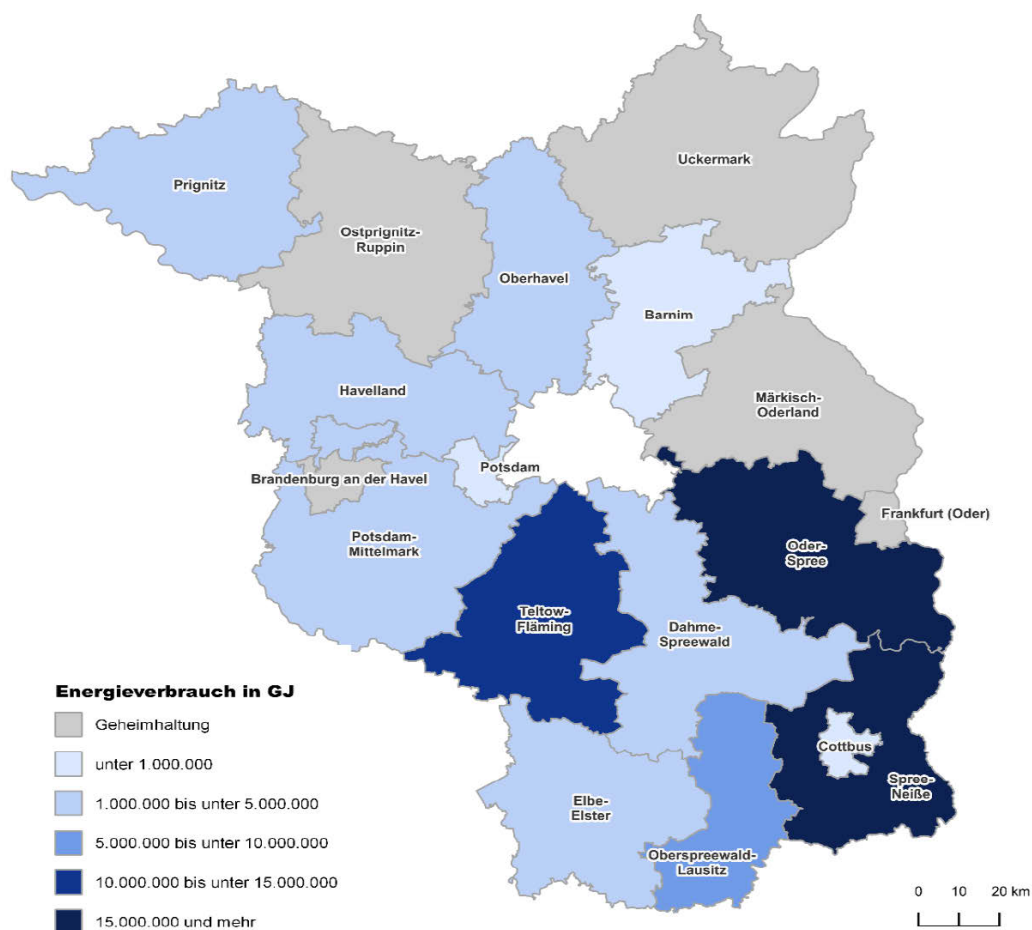 Uckermark
Prignitz
Ostprignitz-
Ruppin
Oberhavel
Barnim
Havelland
Märkisch-
Oderland
Potsdam
Brandenburg an der Havel
Frankfurt (Oder)
Potsdam-
Mittelmark
Oder-
Spree
Teltow-
Fläming
Dahme-
Spreewald
Cottbus
Spree-
Neiße
Elbe-
Elster
Oberspreewald-
Lausitz
Energieverbrauch in GJ
Geheimhaltung
unter 1.000.000
1.000.000 bis unter 5.000.000
5.000.000 bis unter 10.000.000
10.000.000 bis unter 15.000.000
15.000.000 und mehr
0 10 20 km